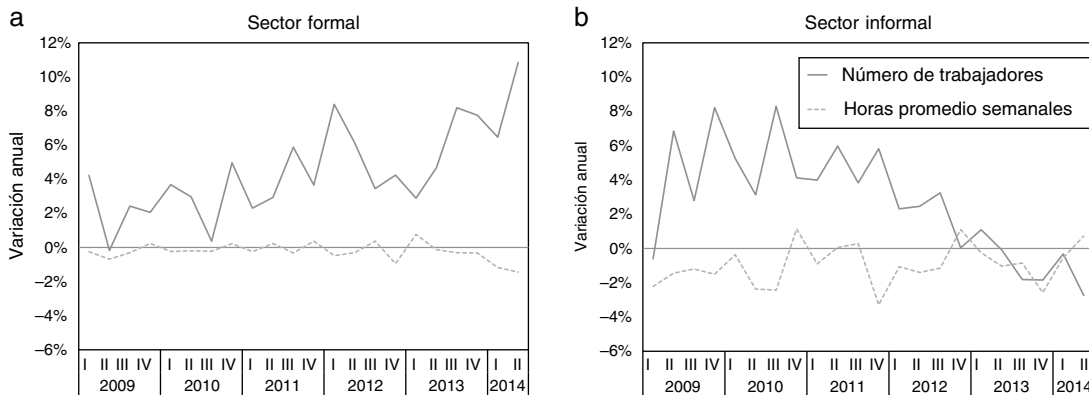 a
Sector formal
Variación anual
12%
10%
8%
6%
4%
2%
0%
–2%
–4%
–6%
I II III IV I II III IV I II III IV I II III IV I II III IV I II
2009 2010 2011 2012 2013 2014
b
Sector informal
Variación anual
12%
10%
8%
6%
4%
2%
0%
–2%
–4%
–6%
Número de trabajadores
Horas promedio semanales
I II III IV I II III IV I II III IV I II III IV I II III IV I II
2009 2010 2011 2012 2013 2014